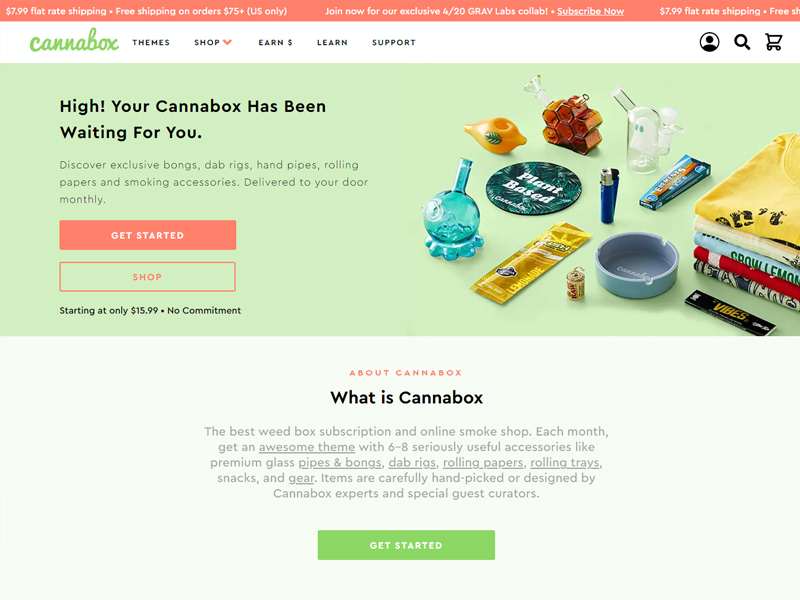 $7.99 flat rate shipping • Free shipping on orders $75+ (US only)
Join now for our exclusive 4/20 GRAV Labs collab! • Subscribe Now
$7.99 flat rate shipping • Free sh
cannabox
THEMES
SHOP
EARN $
LEARN
SUPPORT
High! Your Cannabox Has Been
Waiting For You.
Discover exclusive bongs, dab rigs, hand pipes, rolling
papers and smoking accessories. Delivered to your door
monthly.
GET STARTED
SHOP
Starting at only $15.99 • No Commitment
Plant
Based
cannabox
LEMONADE
cannabox
GROW LEMON
VIBES
ABOUT CANNABOX
What is Cannabox
The best weed box subscription and online smoke shop. Each month,
get an awesome theme with 6–8 seriously useful accessories like
premium glass pipes & bongs, dab rigs, rolling papers, rolling trays,
snacks, and gear. Items are carefully hand-picked or designed by
Cannabox experts and special guest curators.
GET STARTED